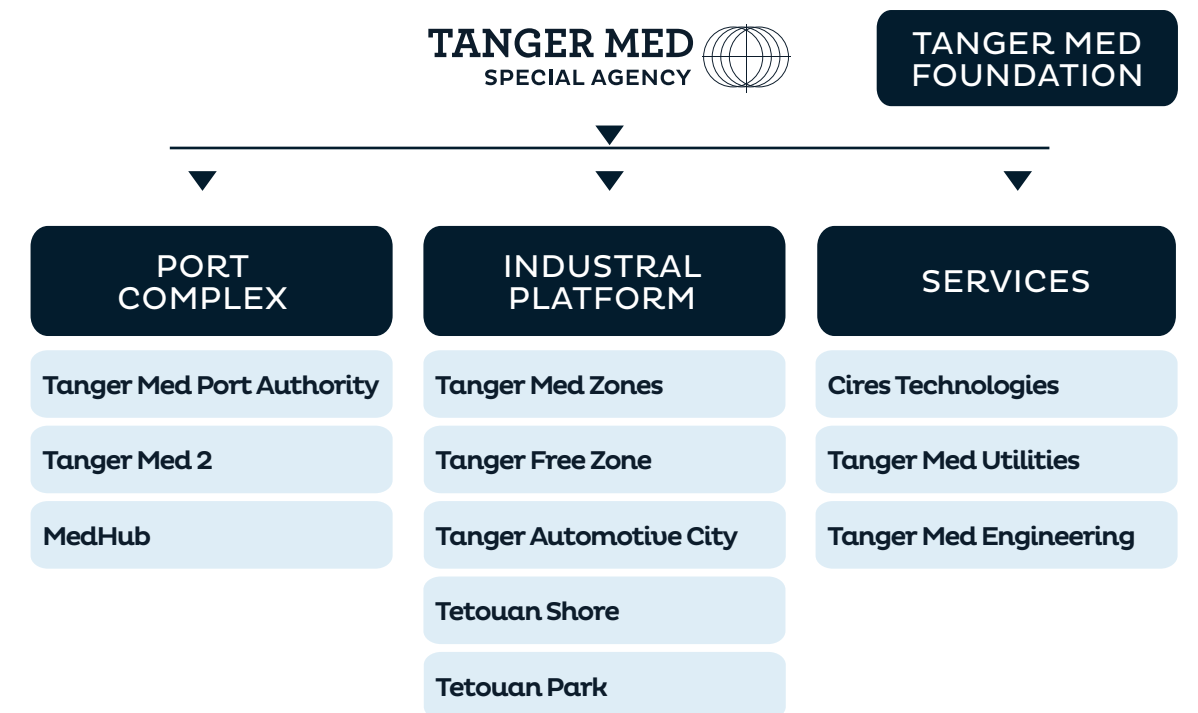 TANGER MED
SPECIAL AGENCY
TANGER MED
FOUNDATION
PORT
COMPLEX
Tanger Med Port Authority
Tanger Med 2
MedHub
INDUSTRAL
PLATFORM
Tanger Med Zones
Tanger Free Zone
Tanger Automotive City
Tetouan Shore
Tetouan Park
SERVICES
Cires Technologies
Tanger Med Utilities
Tanger Med Engineering